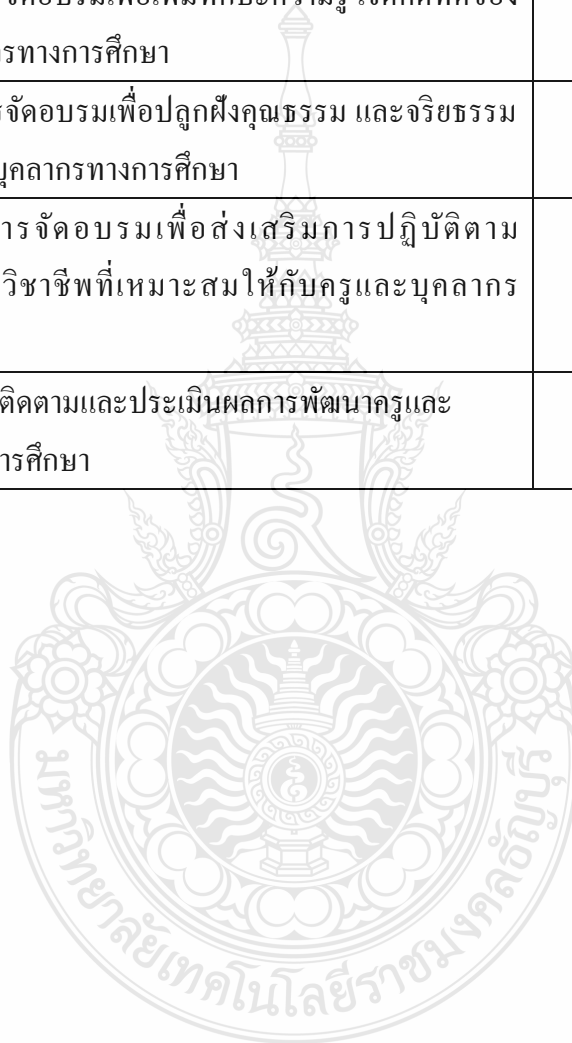 รทางการศึกษา
จัดอบรมเพื่อปลูกฝังคุณธรรม และจริยธรรม
บุคลากรทางการศึกษา
ารจัดอบรมเพื่อส่งเสริมการปฏิบัติตาม
วิชาชีพที่เหมาะสมให้กับครูและบุคลากร
ติดตามและประเมินผลการพัฒนาครูและ
ารศึกษา
มหาวิทยาลัยเทคโนโลยีราชมงคลธัญบุรี